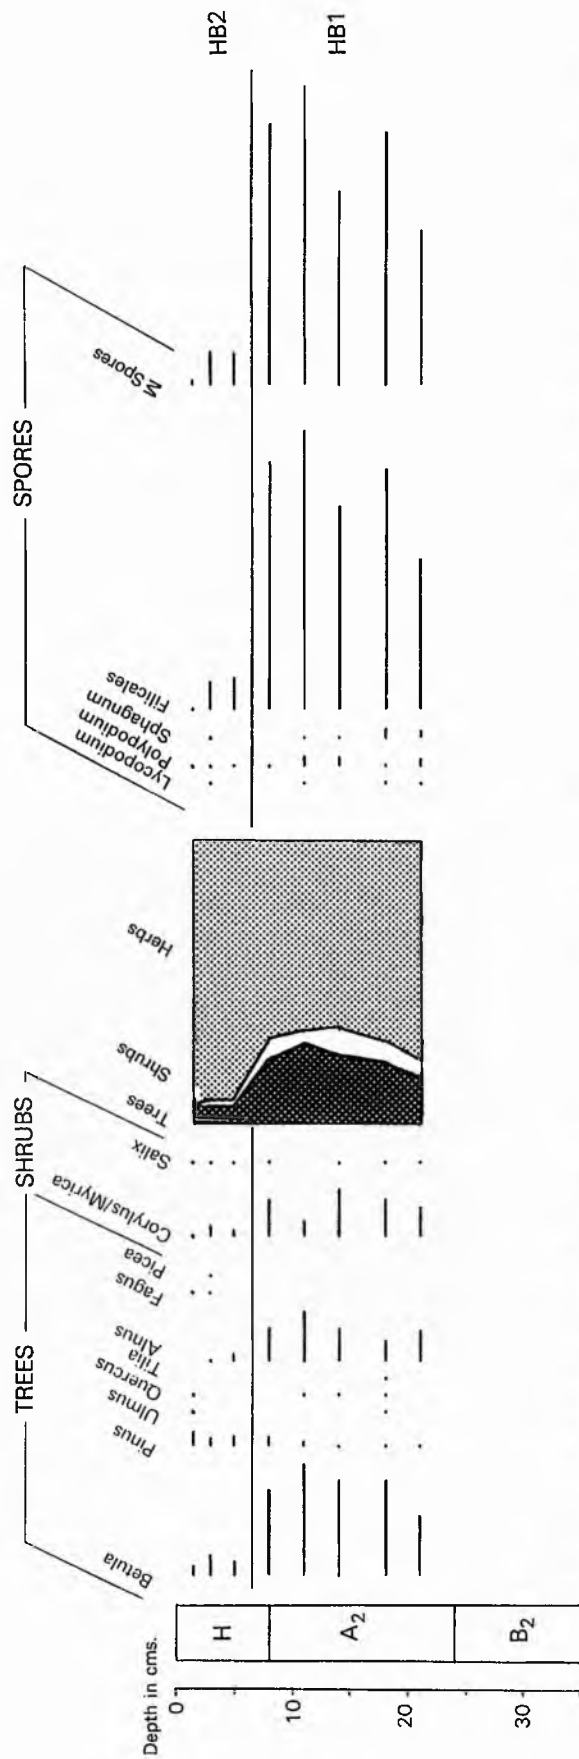 TREES
SHRUBS
SPORES
Betula
Pinus
Ulmus
Quercus
Tilia
Alnus
Fagus
Picea
Corylus/Myrica
Salix
Trees
Shrubs
Herbs
Lycopodium
Polypodium
Sphagnum
Filicales
M Spores
Depth in cms.
0
10
20
30
H
A2
B2
HB2
HB1